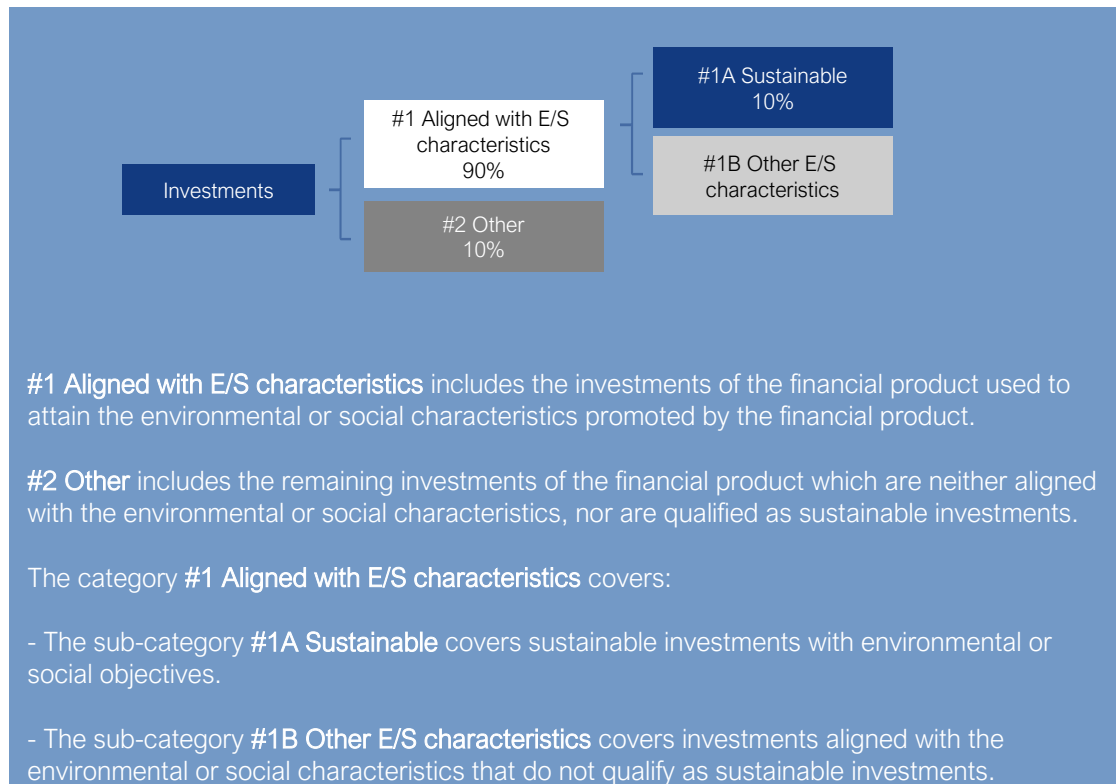 #1A Sustainable
10%
#1 Aligned with E/S
characteristics
90%
#1B Other E/S
characteristics
Investments
#2 Other
10%
#1 Aligned with E/S characteristics includes the investments of the financial product used to
attain the environmental or social characteristics promoted by the financial product.
#2 Other includes the remaining investments of the financial product which are neither aligned
with the environmental or social characteristics, nor are qualified as sustainable investments.
The category #1 Aligned with E/S characteristics covers:
- The sub-category #1A Sustainable covers sustainable investments with environmental or
social objectives.
- The sub-category #1B Other E/S characteristics covers investments aligned with the
environmental or social characteristics that do not qualify as sustainable investments.